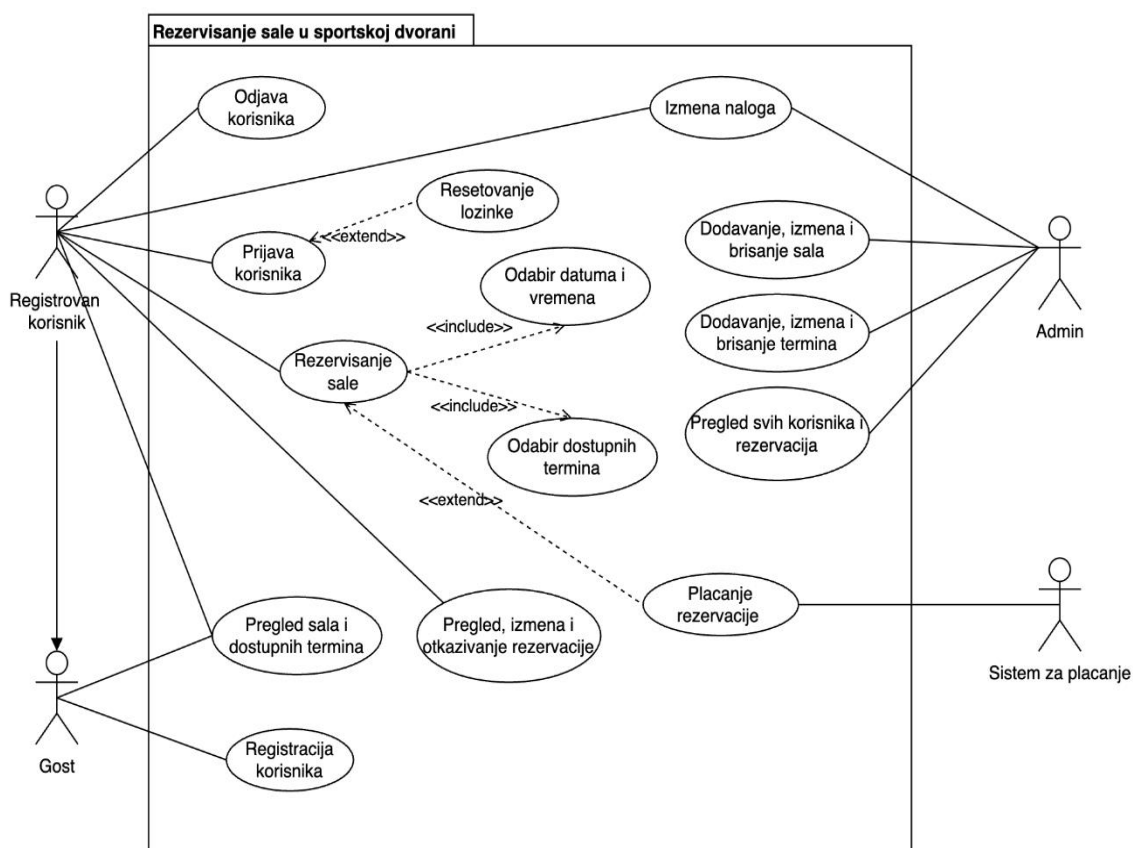 Rezervisanje sale u sportskoj dvorani
Odjava
korisnika
Izmena naloga
Resetovanje
lozinke
<<extend>>
Prijava
korisnika
Dodavanje, izmena i
brisanje sala
Registrovan
korisnik
Odabir datuma i
vremena
Admin
<<include>>
Dodavanje, izmena i
brisanje termina
Rezervisanje
sale
<<include>>
Pregled svih korisnika i
rezervacija
Odabir dostupnih
termina
<<extend>>
Placanje
rezervacije
Pregled sala i
dostupnih termina
Pregled, izmena i
otkazivanje rezervacije
Sistem za placanje
Registracija
korisnika
Gost